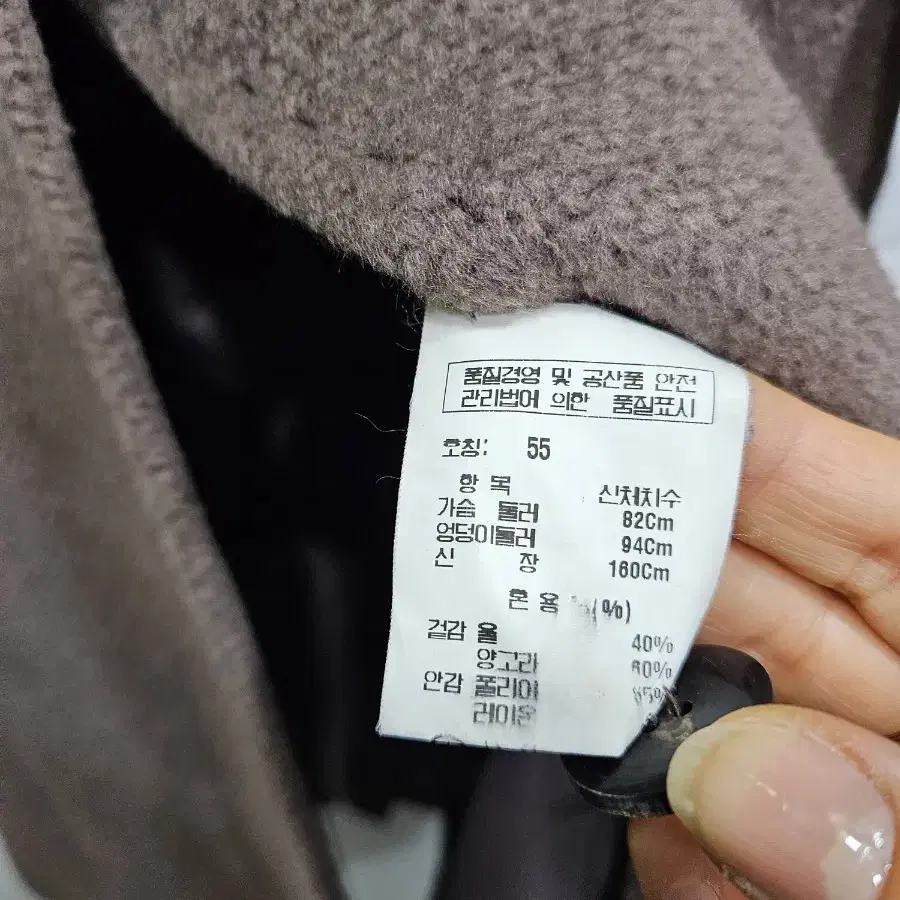 품질경영 및 공산품 안전
관리법에 의한 품질표시
호칭: 55
항 목 신체치수
가슴 둘레 82Cm
엉덩이둘레 94Cm
신 장 160Cm
혼 용 (%)
겉감 울 40%
양고라 60%
안감 폴리에
레이온